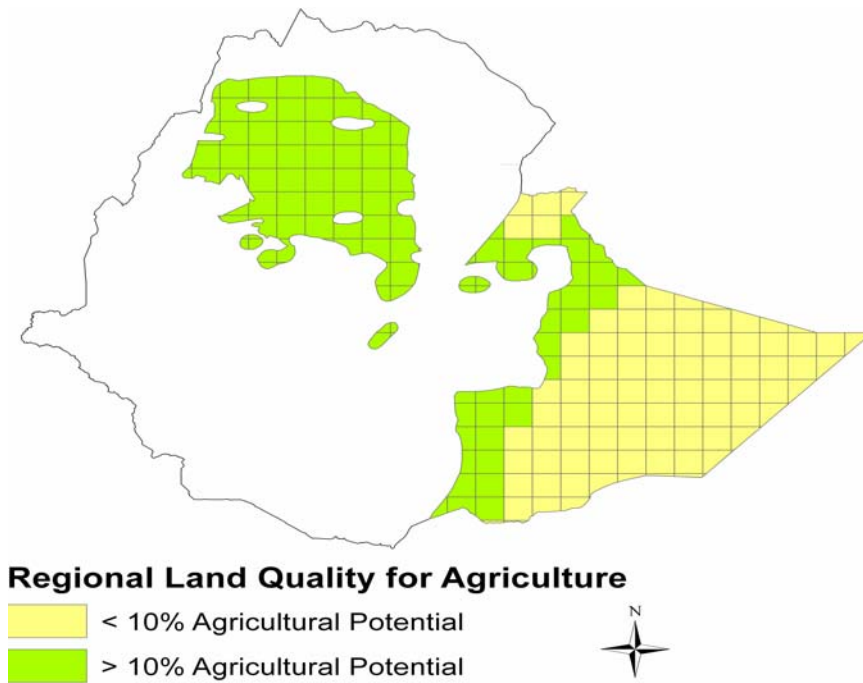 Regional Land Quality for Agriculture
< 10% Agricultural Potential
N
> 10% Agricultural Potential